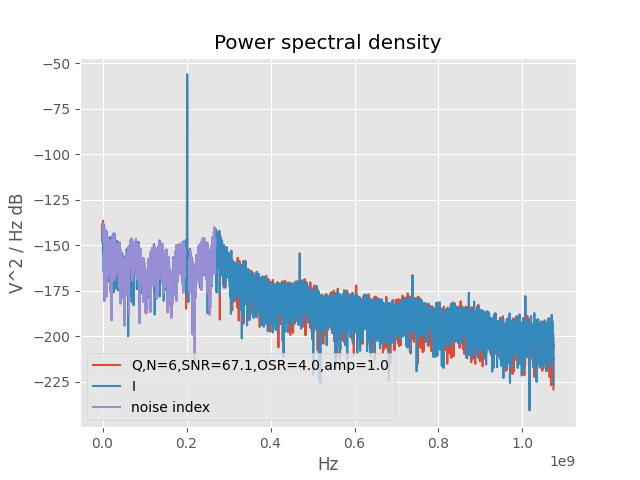 Power spectral density
V^2 / Hz dB
−50
−75
−100
−125
−150
−175
−200
−225
Q,N=6,SNR=67.1,OSR=4.0,amp=1.0
I
noise index
0.0
0.2
0.4
0.6
0.8
1.0
1e9
Hz